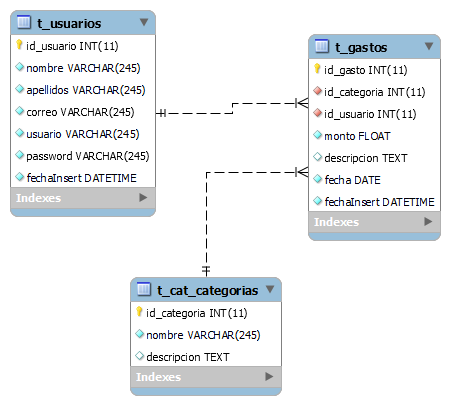 t_usuarios
id_usuario INT(11)
nombre VARCHAR(245)
apellidos VARCHAR(245)
correo VARCHAR(245)
usuario VARCHAR(245)
password VARCHAR(245)
fechaInsert DATETIME
Indexes
t_gastos
id_gasto INT(11)
id_categoria INT(11)
id_usuario INT(11)
monto FLOAT
descripcion TEXT
fecha DATE
fechaInsert DATETIME
Indexes
t_cat_categorias
id_categoria INT(11)
nombre VARCHAR(245)
descripcion TEXT
Indexes